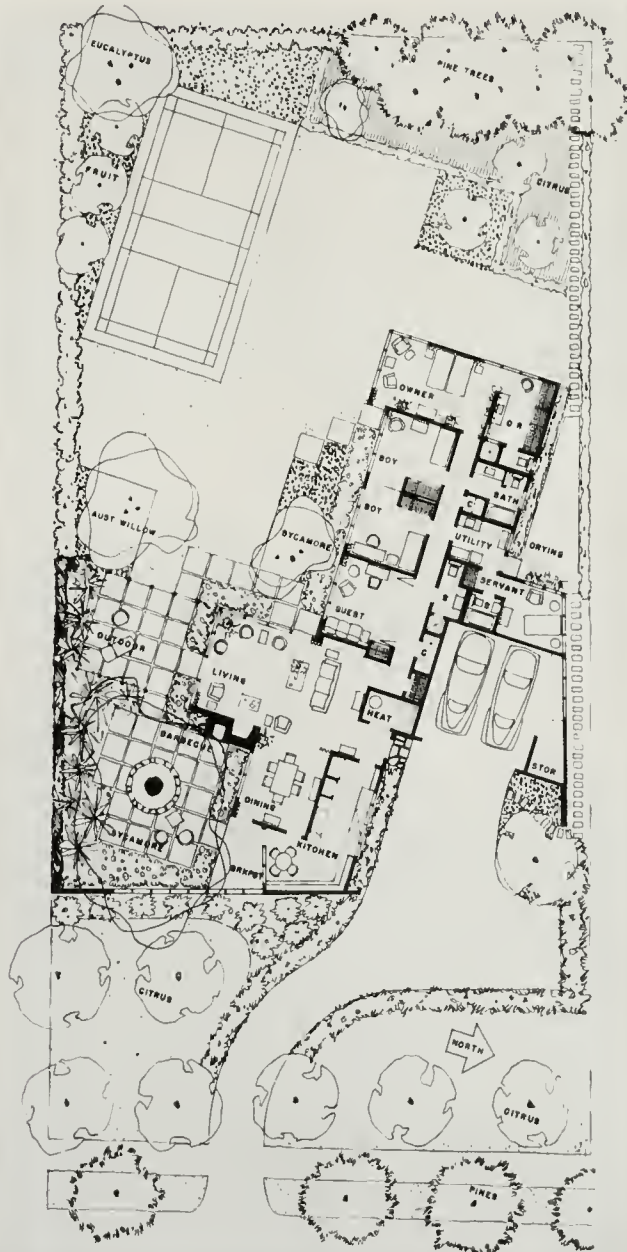 EUCALYPTUS
PINE TREES
FRUIT
CITRUS
OWNER
D R
BOY
BATH
C
BOY
UTILITY
DRYING
AUST WILLOW
SYCAMORE
SERVANT
B
B
GUEST
OUTDOOR
C
LIVING
HEAT
BARBECUE
STOR
DINING
SYCAMORE
KITCHEN
BRKFST
CITRUS
NORTH
CITRUS
PINES